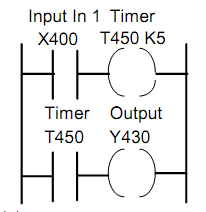 Input In 1 Timer
X400 T450 K5
Timer Output
T450 Y430